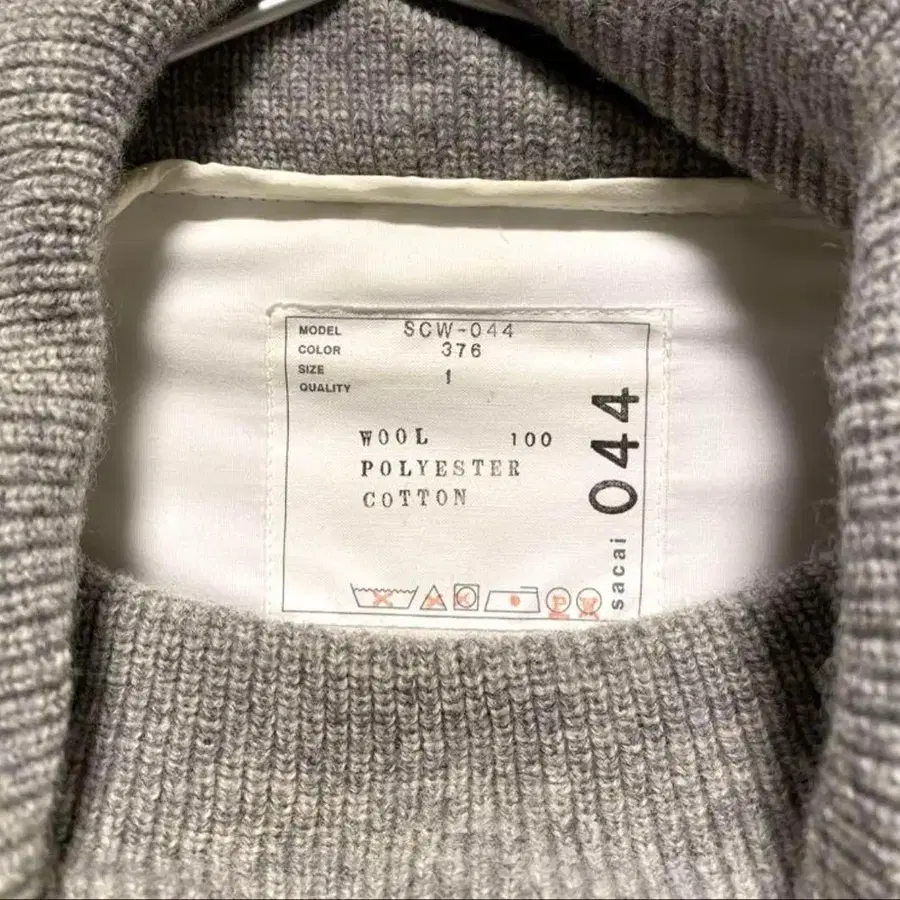 MODEL SCW-044
COLOR 376
SIZE 1
QUALITY
WOOL 100
POLYESTER
COTTON
sacai 044
P W